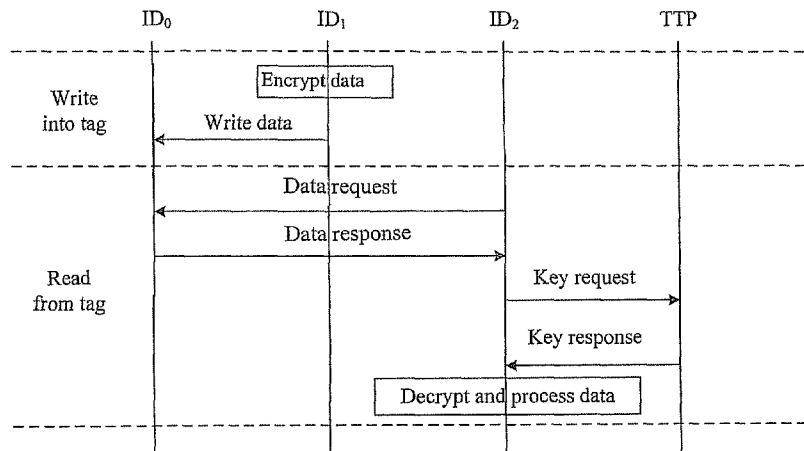 ID₀ ID₁ ID₂ TTP
Encrypt data
Write
into tag
Write data
Data request
Data response
Read
from tag
Key request
Key response
Decrypt and process data